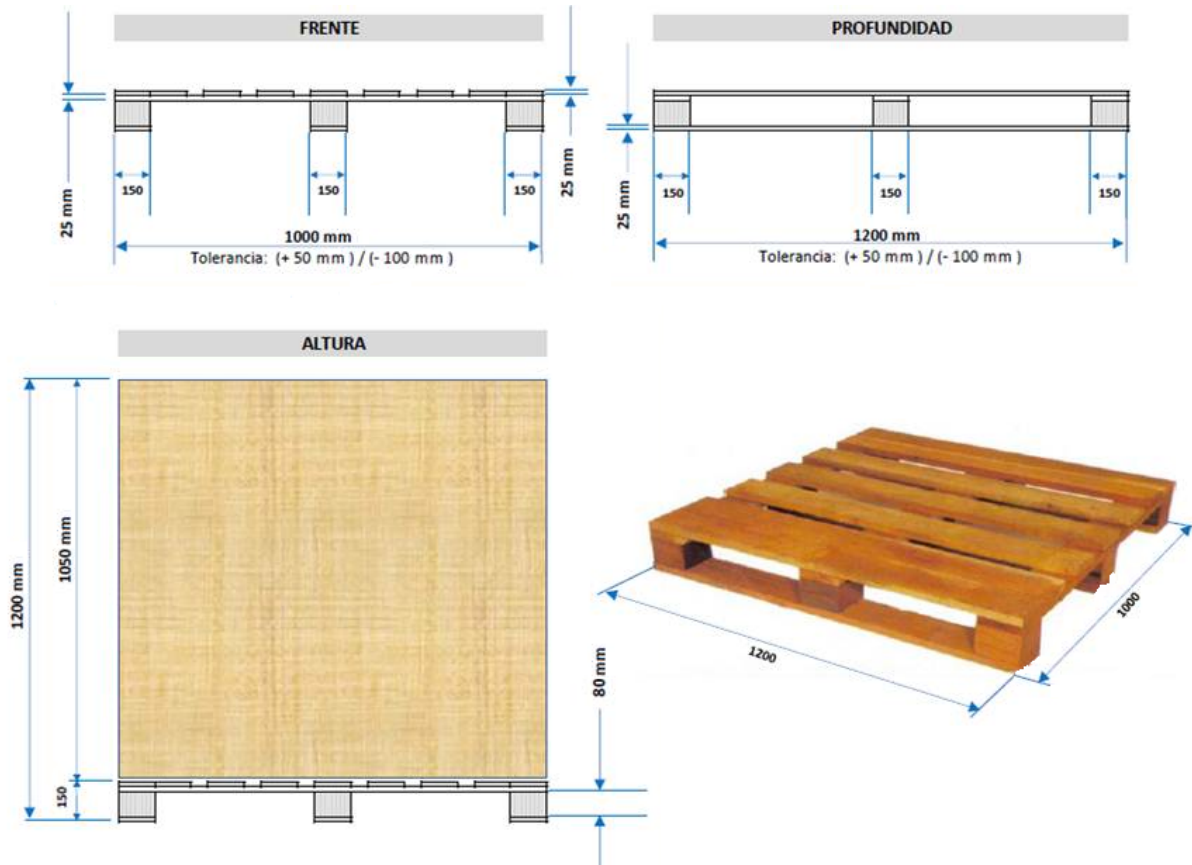 FRENTE
25 mm
150
150
150
25 mm
1000 mm
Tolerancia: (+ 50 mm ) / (- 100 mm )
PROFUNDIDAD
25 mm
150
150
150
1200 mm
Tolerancia: (+ 50 mm ) / (- 100 mm )
ALTURA
1200 mm
1050 mm
150
80 mm
1200
1000